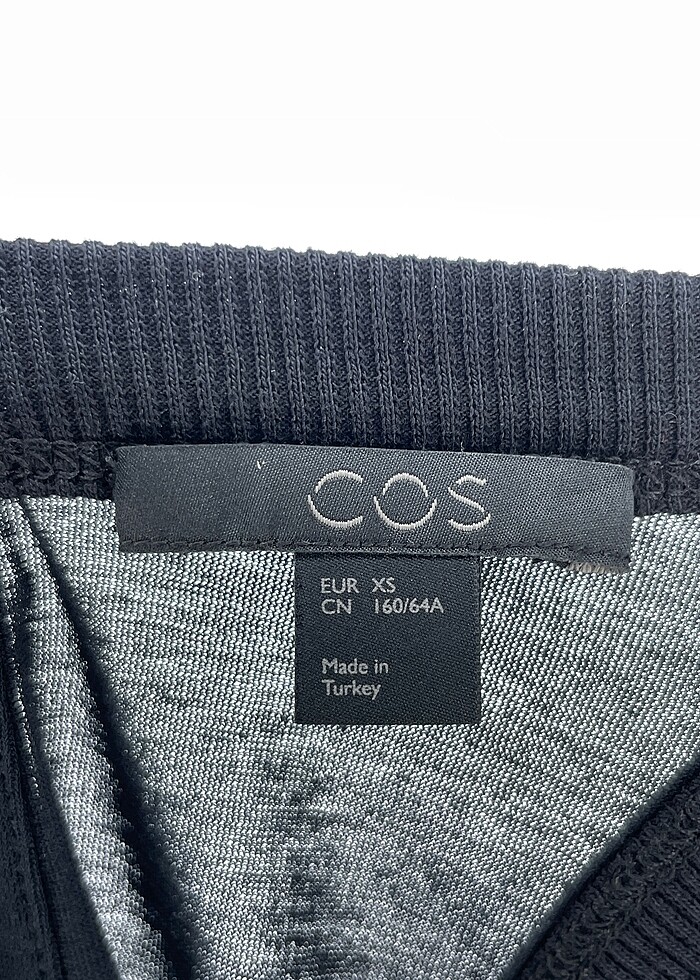 COS
EUR XS
CN 160/64A
Made in
Turkey